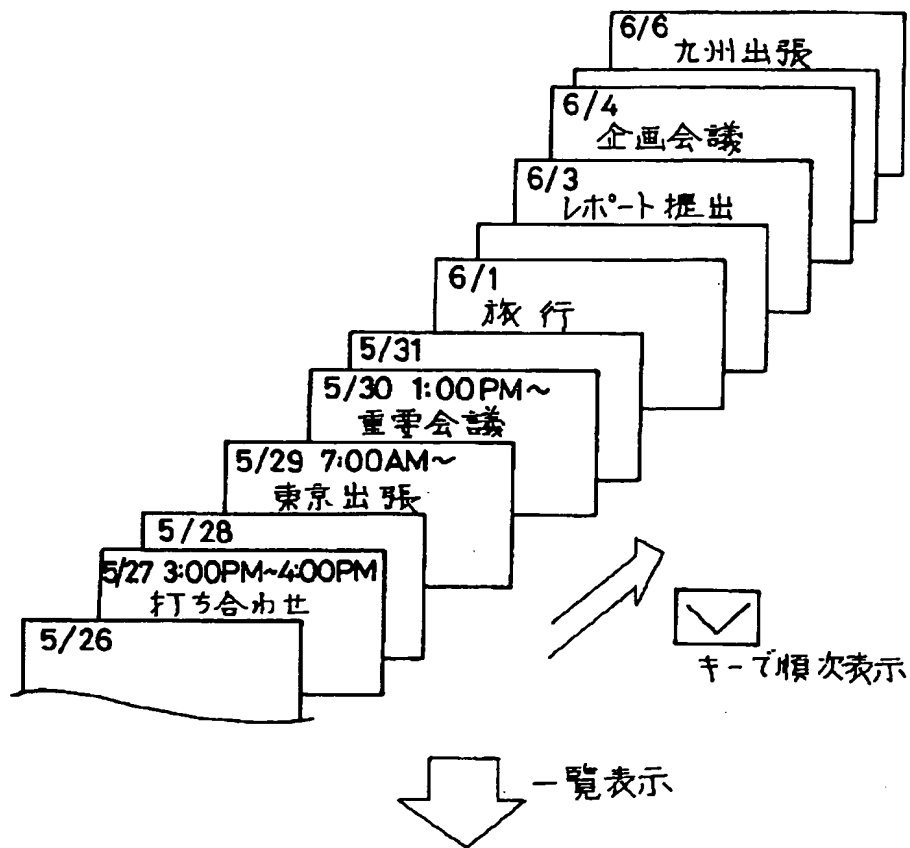 6/6
九州出張
6/4
企画会議
6/3
レポート提出
6/1
旅行
5/31
5/30 1:00PM~
重要会議
5/29 7:00AM~
東京出張
5/28
5/27 3:00PM~4:00PM
打ち合わせ
5/26
キーで順次表示
一覧表示